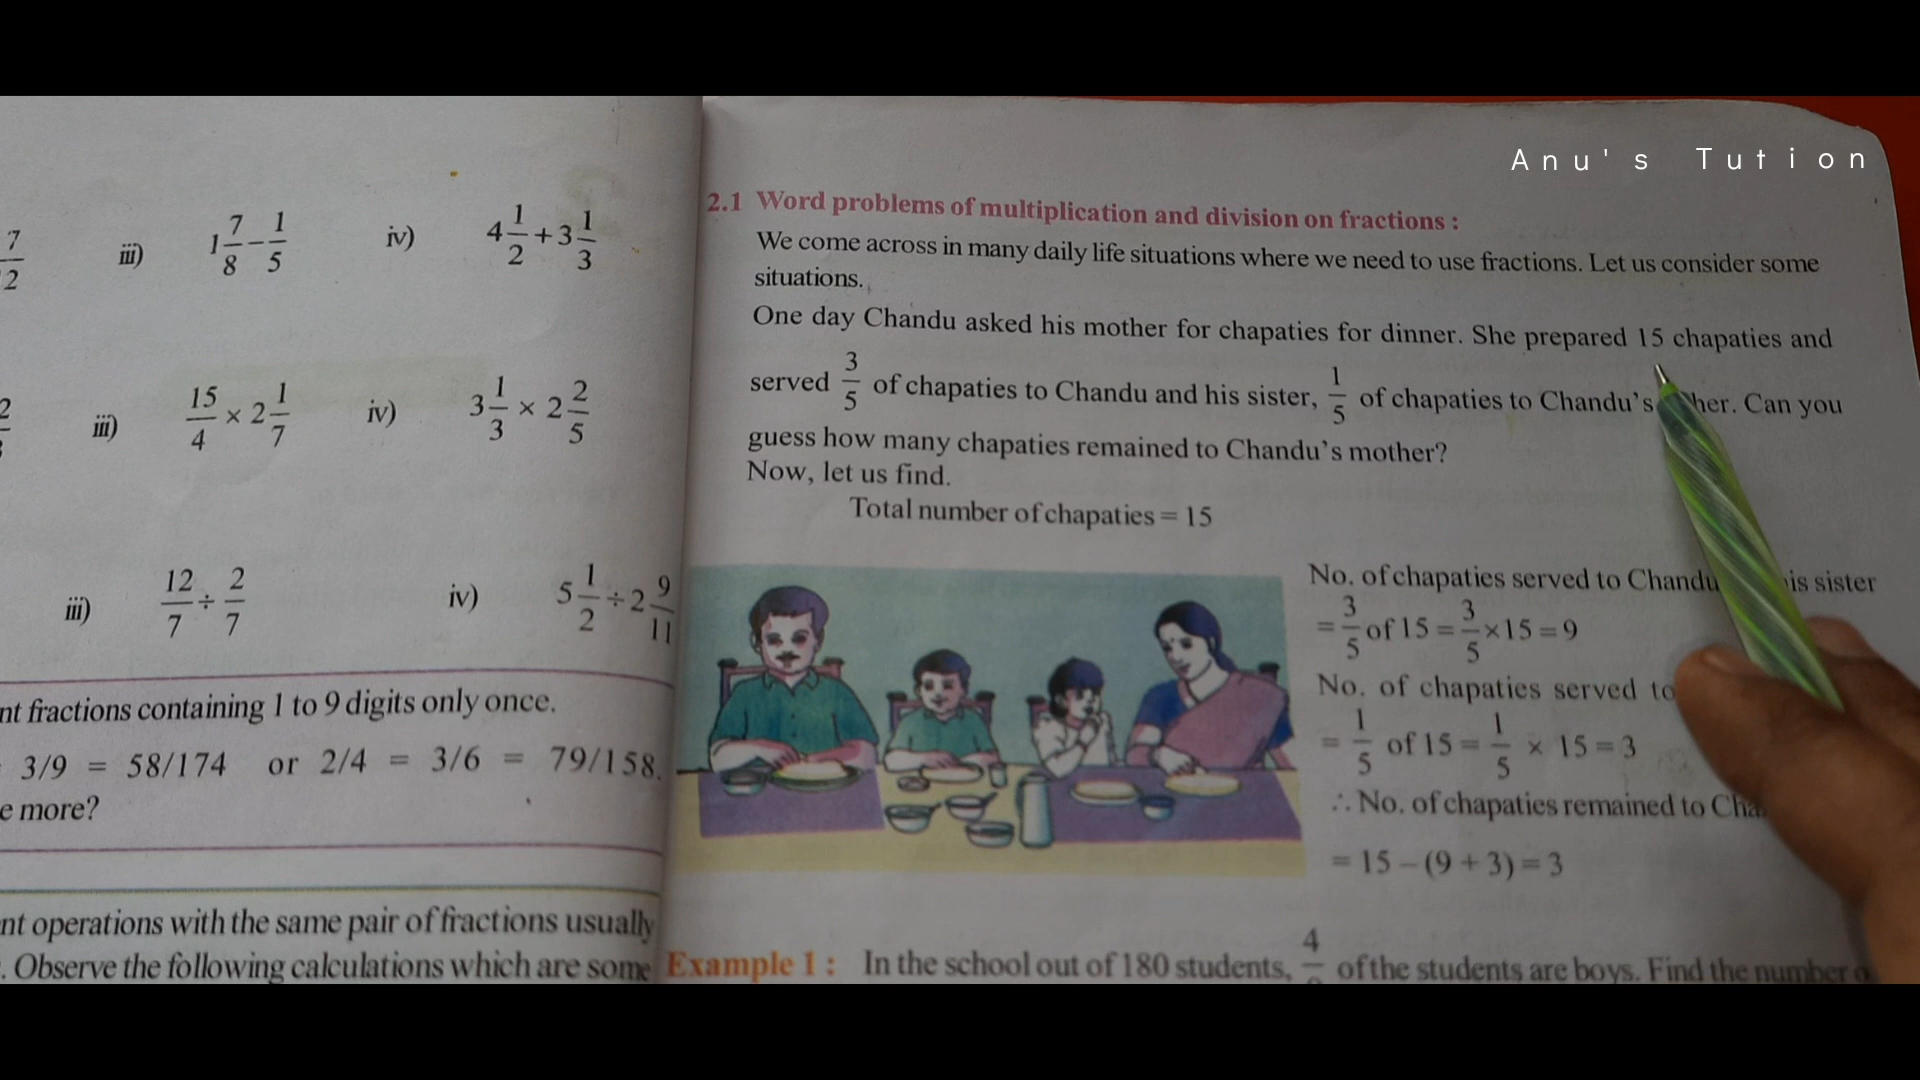 Anu's Tution
7/2
iii) 1 7/8 - 1/5
iv) 4 1/2 + 3 1/3
iii) 15/4 × 2 1/7
iv) 3 1/3 × 2 2/5
iii) 12/7 ÷ 2/7
iv) 5 1/2 ÷ 2 9/11
nt fractions containing 1 to 9 digits only once.
3/9 = 58/174 or 2/4 = 3/6 = 79/158.
e more?
nt operations with the same pair of fractions usually
. Observe the following calculations which are some
2.1 Word problems of multiplication and division on fractions :
We come across in many daily life situations where we need to use fractions. Let us consider some
situations.
One day Chandu asked his mother for chapaties for dinner. She prepared 15 chapaties and
served 3/5 of chapaties to Chandu and his sister, 1/5 of chapaties to Chandu's her. Can you
guess how many chapaties remained to Chandu's mother?
Now, let us find.
Total number of chapaties = 15
No. of chapaties served to Chandu is sister
= 3/5 of 15 = 3/5 × 15 = 9
No. of chapaties served to
= 1/5 of 15 = 1/5 × 15 = 3
∴ No. of chapaties remained to Cha
= 15 – (9 + 3) = 3
Example 1 : In the school out of 180 students, 4 of the students are boys. Find the number